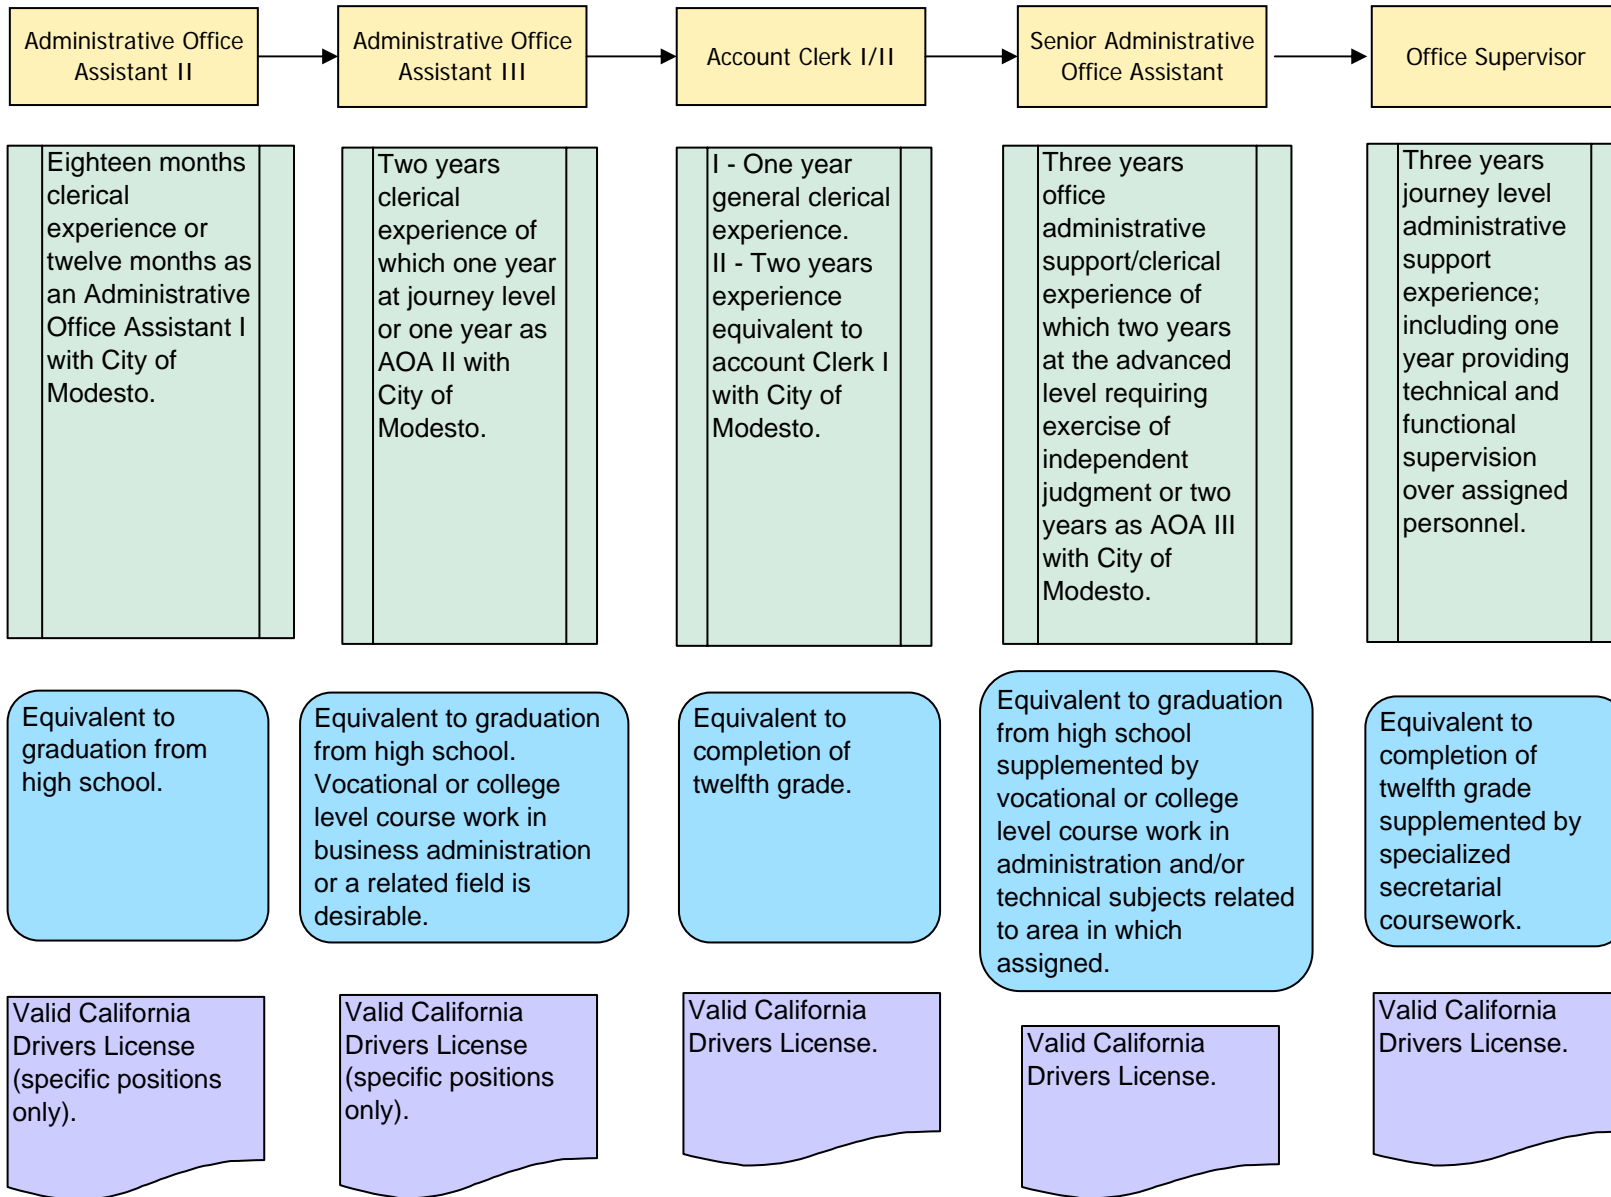 Administrative Office
Assistant II
Administrative Office
Assistant III
Account Clerk I/II
Senior Administrative
Office Assistant
Office Supervisor
Eighteen months
clerical
experience or
twelve months as
an Administrative
Office Assistant I
with City of
Modesto.
Two years
clerical
experience of
which one year
at journey level
or one year as
AOA II with
City of
Modesto.
I - One year
general clerical
experience.
II - Two years
experience
equivalent to
account Clerk I
with City of
Modesto.
Three years
office
administrative
support/clerical
experience of
which two years
at the advanced
level requiring
exercise of
independent
judgment or two
years as AOA III
with City of
Modesto.
Three years
journey level
administrative
support
experience;
including one
year providing
technical and
functional
supervision
over assigned
personnel.
Equivalent to
graduation from
high school.
Equivalent to graduation
from high school.
Vocational or college
level course work in
business administration
or a related field is
desirable.
Equivalent to
completion of
twelfth grade.
Equivalent to graduation
from high school
supplemented by
vocational or college
level course work in
administration and/or
technical subjects related
to area in which
assigned.
Equivalent to
completion of
twelfth grade
supplemented by
specialized
secretarial
coursework.
Valid California
Drivers License
(specific positions
only).
Valid California
Drivers License
(specific positions
only).
Valid California
Drivers License.
Valid California
Drivers License.
Valid California
Drivers License.